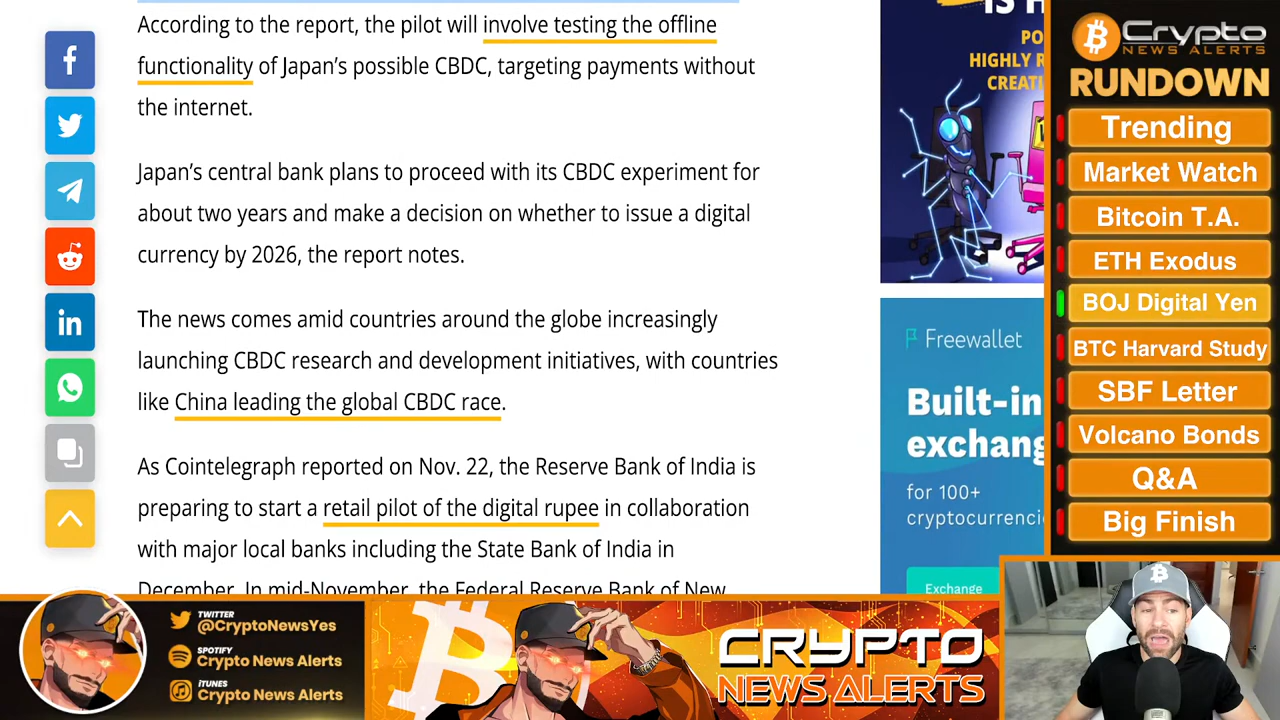 According to the report, the pilot will involve testing the offline
functionality of Japan's possible CBDC, targeting payments without
the internet.
Japan's central bank plans to proceed with its CBDC experiment for
about two years and make a decision on whether to issue a digital
currency by 2026, the report notes.
The news comes amid countries around the globe increasingly
launching CBDC research and development initiatives, with countries
like China leading the global CBDC race.
As Cointelegraph reported on Nov. 22, the Reserve Bank of India is
preparing to start a retail pilot of the digital rupee in collaboration
with major local banks including the State Bank of India in
December. In mid-November, the Federal Reserve Bank of New
IS H
PO
HIGHLY R
CREATI
Freewallet
Built-in
exchang
for 100+
cryptocurrenci
Exchange
Crypto
NEWS ALERTS
RUNDOWN
Trending
Market Watch
Bitcoin T.A.
ETH Exodus
BOJ Digital Yen
BTC Harvard Study
SBF Letter
Volcano Bonds
Q&A
Big Finish
TWITTER
@CryptoNewsYes
SPOTIFY
Crypto News Alerts
iTUNES
Crypto News Alerts
CRYPTO
NEWS ALERTS